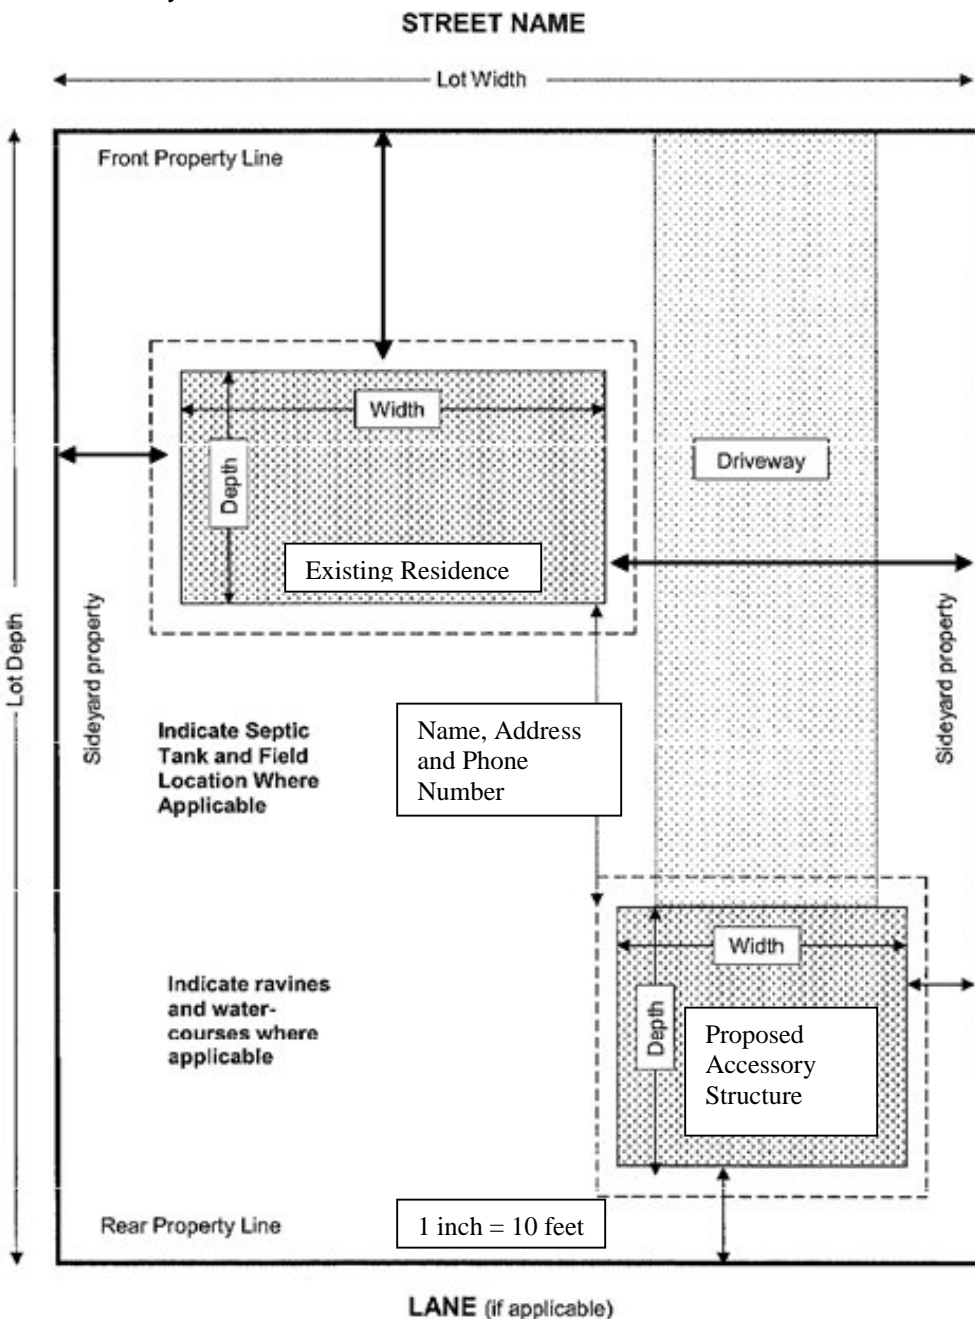 STREET NAME
Lot Width
Front Property Line
Width
Depth
Driveway
Existing Residence
Lot Depth
Sideyard property
Sideyard property
Indicate Septic
Tank and Field
Location Where
Applicable
Name, Address
and Phone
Number
Width
Depth
Indicate ravines
and water-
courses where
applicable
Proposed
Accessory
Structure
Rear Property Line
1 inch = 10 feet
LANE (if applicable)